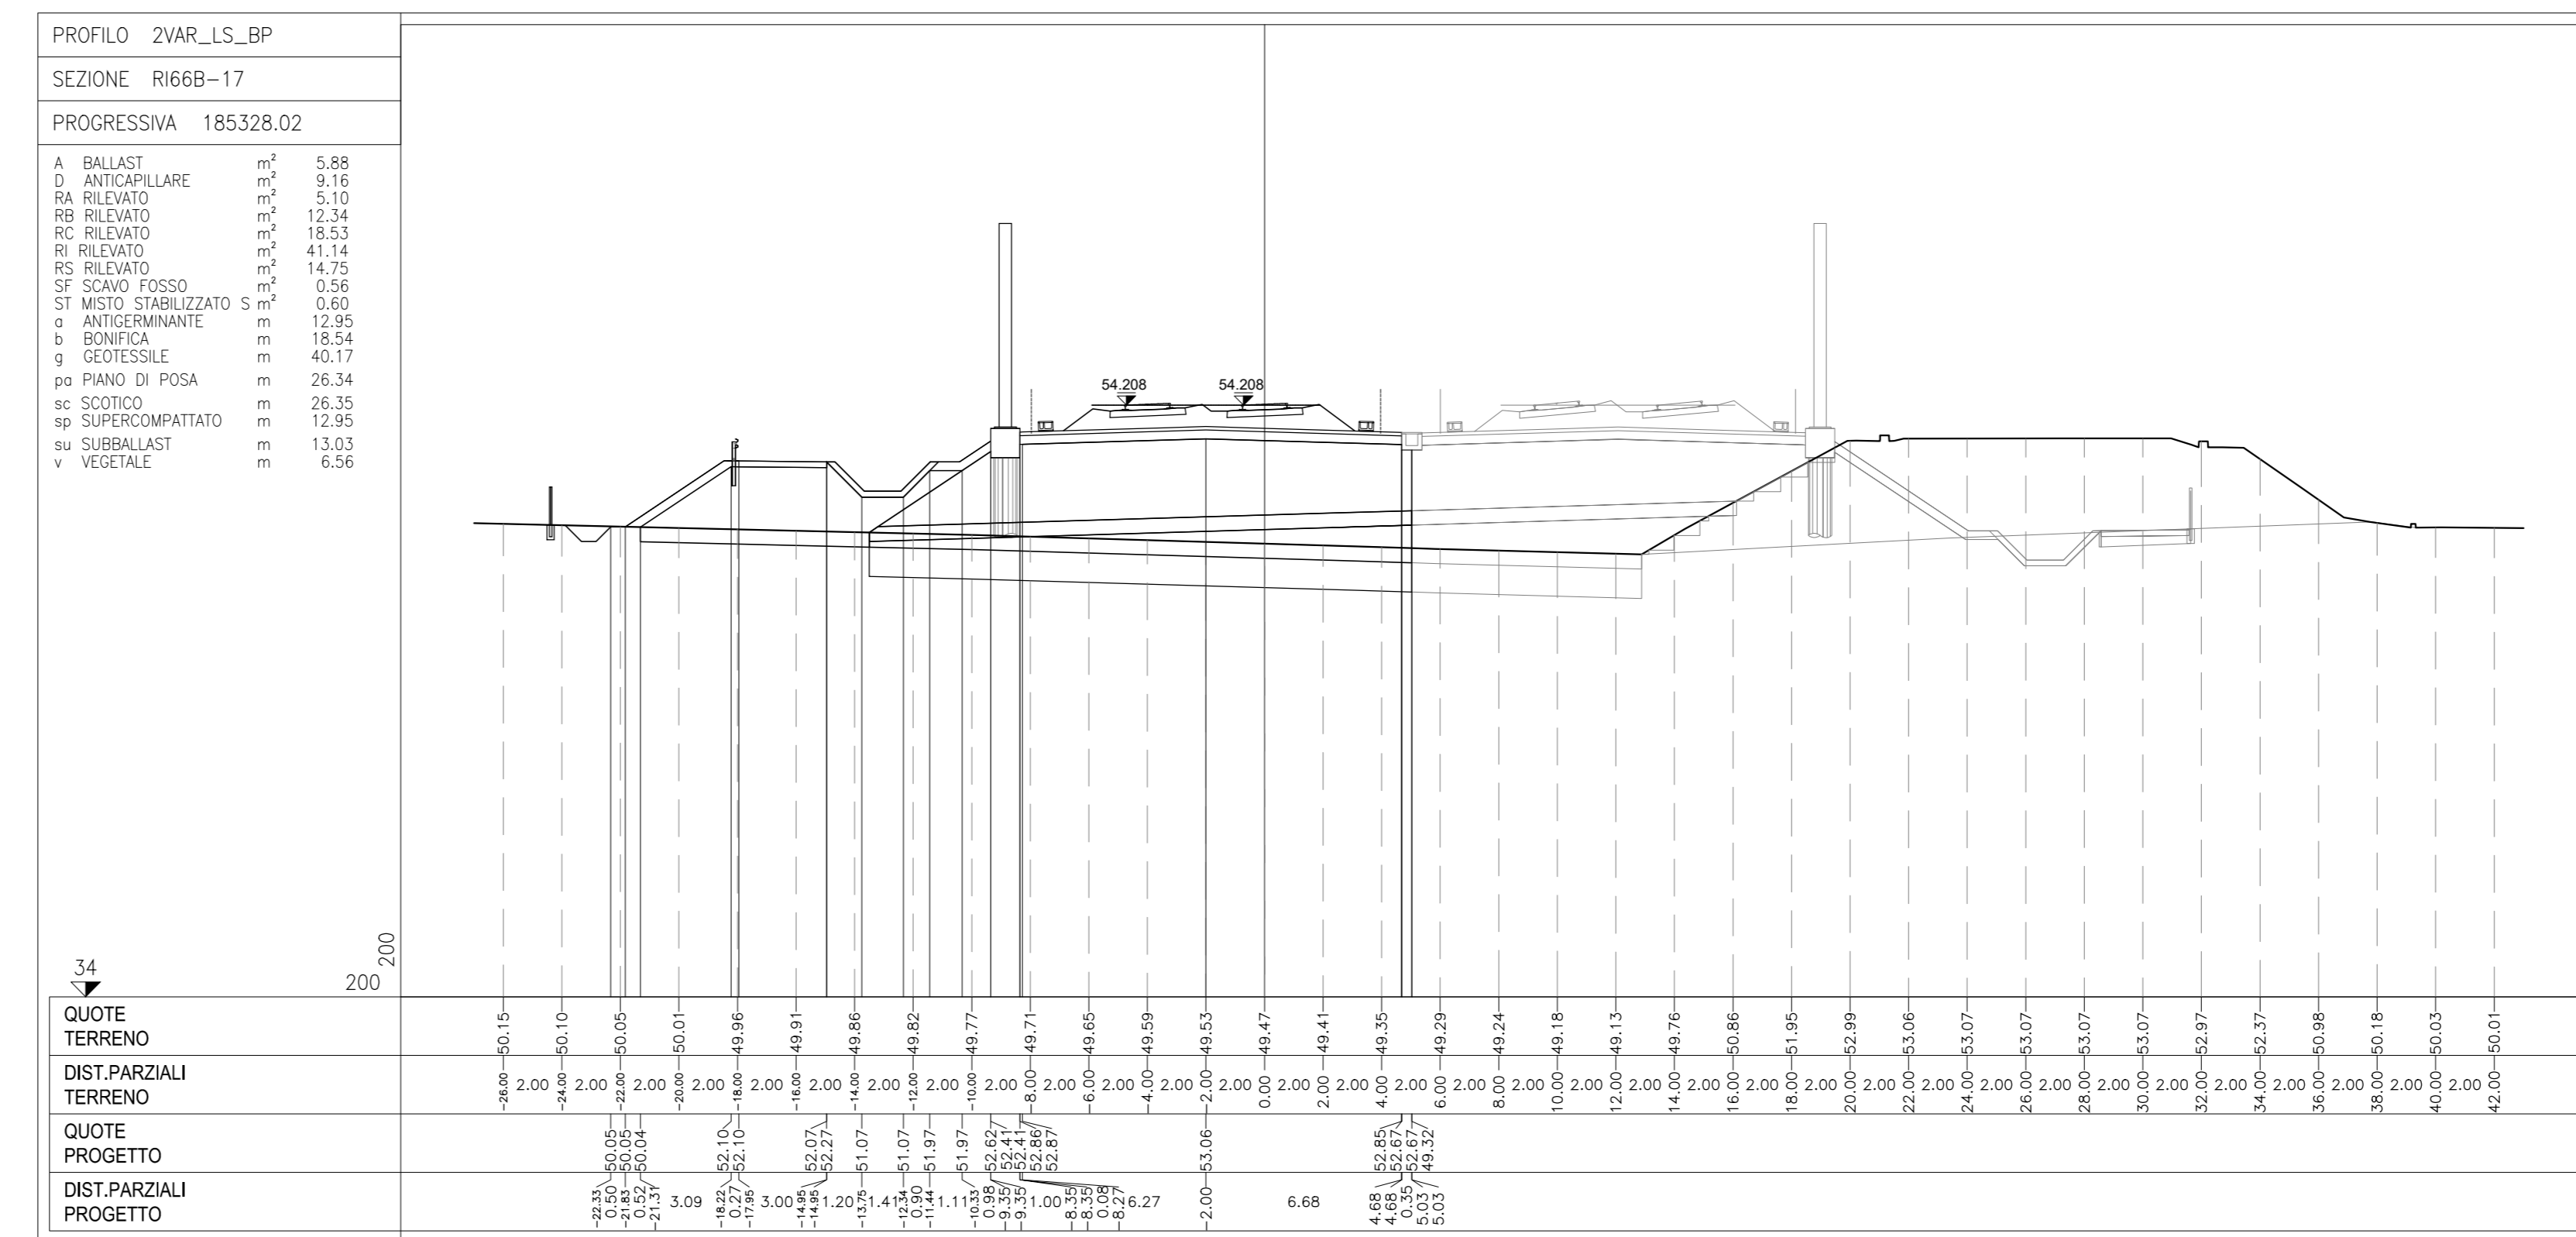 PROFILO 2VAR_LS_BP
SEZIONE RI66B-17
PROGRESSIVA 185328.02
A BALLAST m² 5.88
D ANTICAPILLARE m² 9.16
RA RILEVATO m² 5.10
RB RILEVATO m² 12.34
RC RILEVATO m² 18.53
RI RILEVATO m² 41.14
RS RILEVATO m² 14.75
SF SCAVO FOSSO m² 0.56
ST MISTO STABILIZZATO S m² 0.60
a ANTIGERMINANTE m 12.95
b BONIFICA m 18.54
g GEOTESSILE m 40.17
pa PIANO DI POSA m 26.34
sc SCOTICO m 26.35
sp SUPERCOMPATTATO m 12.95
su SUBBALLAST m 13.03
v VEGETALE m 6.56
54.208 54.208
34
200
200
QUOTE
TERRENO
50.15 50.10 50.05 50.01 49.96 49.91 49.86 49.82 49.77 49.71 49.65 49.59 49.53 49.47 49.41 49.35 49.29 49.24 49.18 49.13 49.76 50.86 51.95 52.99 53.06 53.07 53.07 53.07 53.07 52.97 52.37 50.98 50.18 50.03 50.01
DIST.PARZIALI
TERRENO
-26.00 2.00 -24.00 2.00 -22.00 2.00 -20.00 2.00 -18.00 2.00 -16.00 2.00 -14.00 2.00 -12.00 2.00 -10.00 2.00 -8.00 2.00 -6.00 2.00 -4.00 2.00 -2.00 2.00 0.00 2.00 2.00 2.00 4.00 2.00 6.00 2.00 8.00 2.00 10.00 2.00 12.00 2.00 14.00 2.00 16.00 2.00 18.00 2.00 20.00 2.00 22.00 2.00 24.00 2.00 26.00 2.00 28.00 2.00 30.00 2.00 32.00 2.00 34.00 2.00 36.00 2.00 38.00 2.00 40.00 2.00 42.00
QUOTE
PROGETTO
50.05 50.05 50.04 52.10 52.10 52.07 52.27 51.07 51.07 51.97 51.97 52.62 52.41 52.41 52.86 52.87 53.06 52.85 52.67 52.67 49.32
DIST.PARZIALI
PROGETTO
-22.33 0.50 -21.83 0.52 -21.31 3.09 -18.22 0.27 -17.95 3.00 -14.95 -14.95 1.20 -13.75 1.41 -12.34 0.90 -11.44 1.11 -10.33 0.98 -9.35 -9.35 1.00 -8.35 -8.35 0.08 -8.27 6.27 -2.00 6.68 4.68 4.68 0.35 5.03 5.03